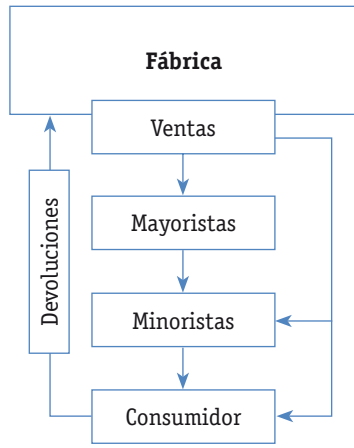 Fábrica
Ventas
Mayoristas
Devoluciones
Minoristas
Consumidor